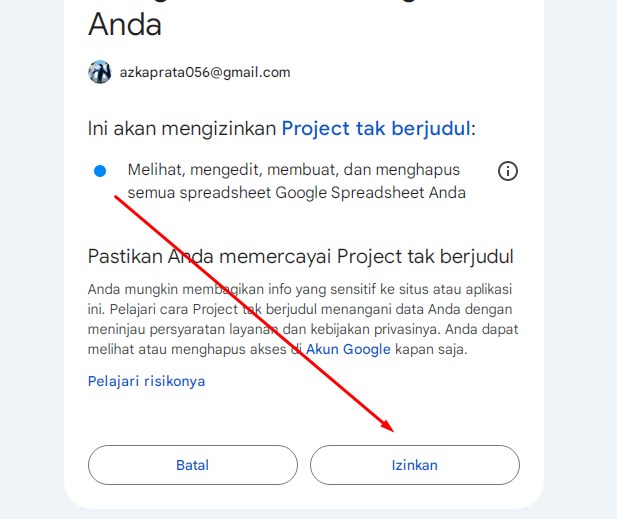 Anda
azkaprata056@gmail.com
Ini akan mengizinkan Project tak berjudul:
Melihat, mengedit, membuat, dan menghapus
semua spreadsheet Google Spreadsheet Anda
Pastikan Anda memercayai Project tak berjudul
Anda mungkin membagikan info yang sensitif ke situs atau aplikasi
ini. Pelajari cara Project tak berjudul menangani data Anda dengan
meninjau persyaratan layanan dan kebijakan privasinya. Anda dapat
melihat atau menghapus akses di Akun Google kapan saja.
Pelajari risikonya
Batal
Izinkan